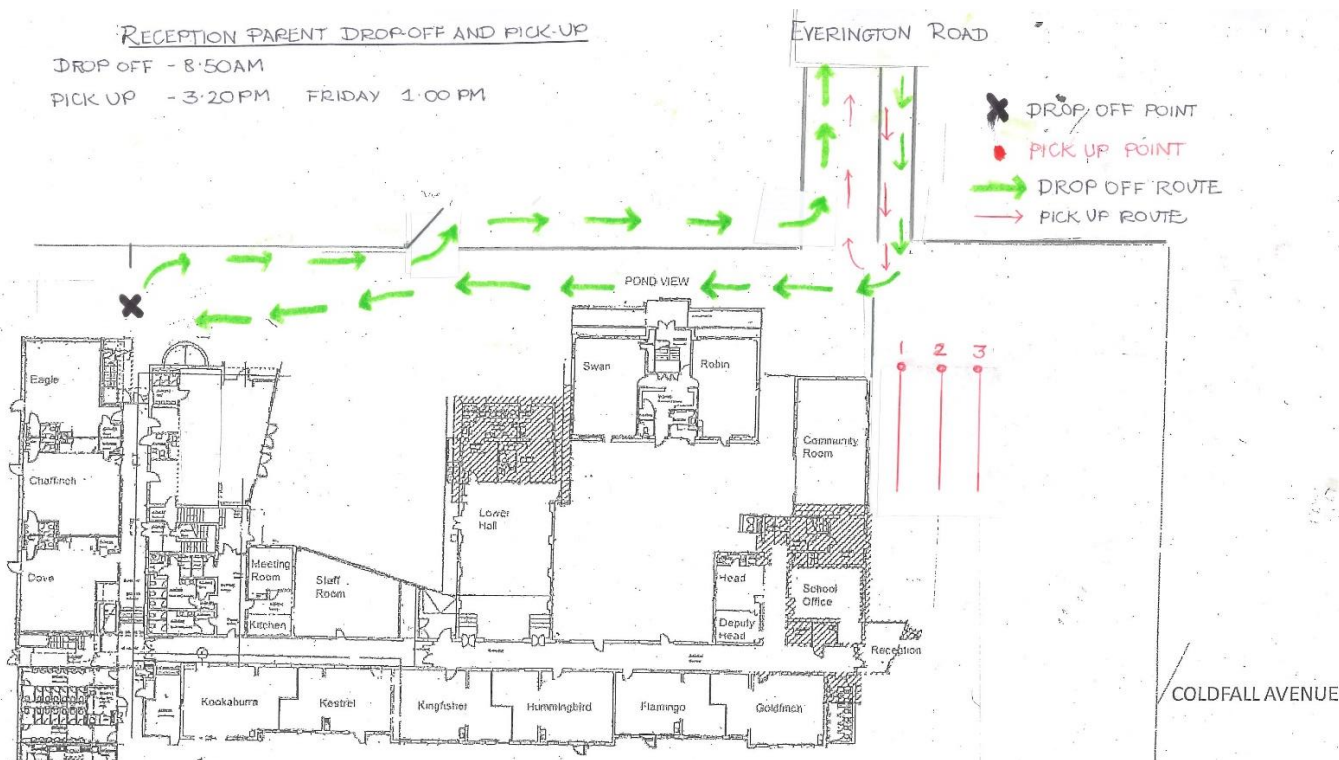 RECEPTION PARENT DROP-OFF AND PICK-UP
DROP OFF - 8.50AM
PICK UP - 3.20PM FRIDAY 1.00 PM
EVERINGTON ROAD
DROP OFF POINT
PICK UP POINT
DROP OFF ROUTE
PICK UP ROUTE
POND VIEW
1 2 3
Eagle
Swan
Robin
Community
Room
Chaffinch
Lower
Hall
Dove
Meeting
Room
Staff
Room
Kitchen
Head
Deputy
Head
School
Office
Reception
Kookaburra
Kestrel
Kingfisher
Hummingbird
Flamingo
Goldfinch
COLDFALL AVENUE